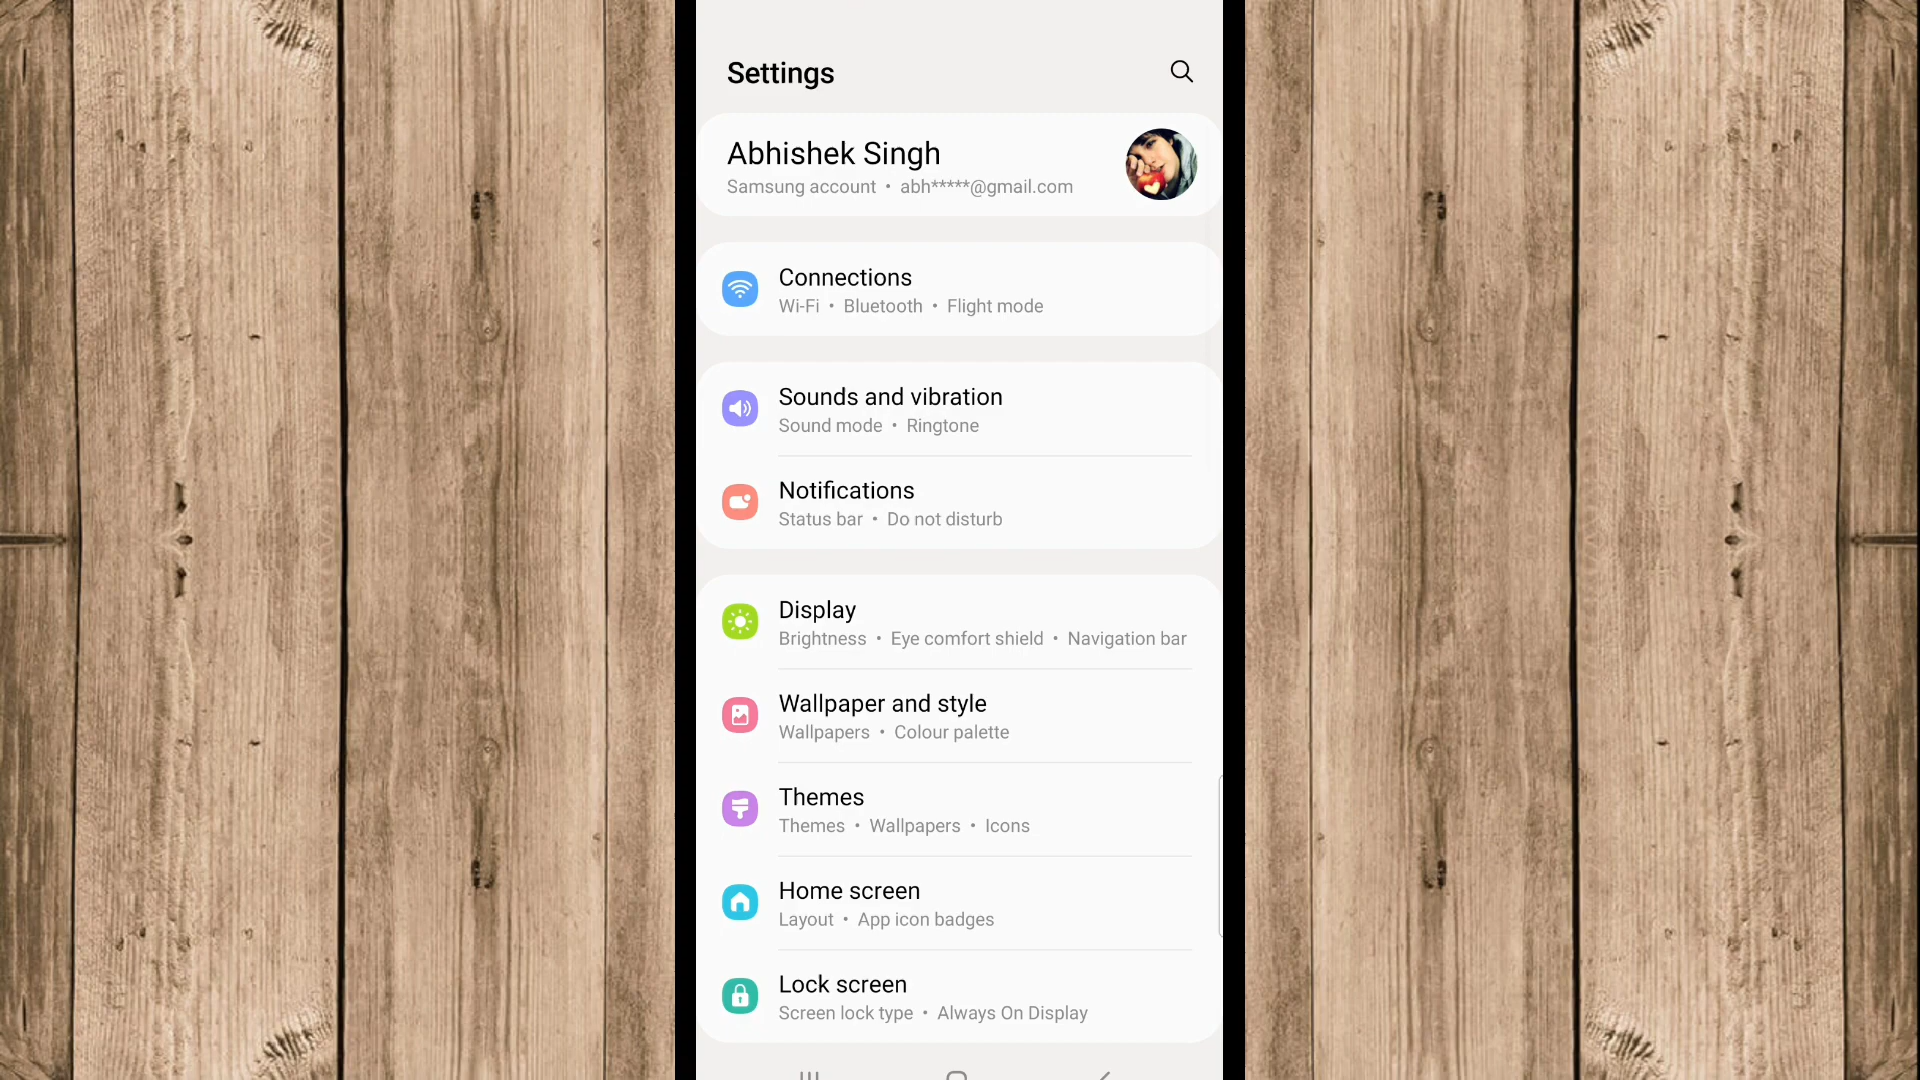 Settings
Abhishek Singh
Samsung account • abh*****@gmail.com
Connections
Wi-Fi • Bluetooth • Flight mode
Sounds and vibration
Sound mode • Ringtone
Notifications
Status bar • Do not disturb
Display
Brightness • Eye comfort shield • Navigation bar
Wallpaper and style
Wallpapers • Colour palette
Themes
Themes • Wallpapers • Icons
Home screen
Layout • App icon badges
Lock screen
Screen lock type • Always On Display